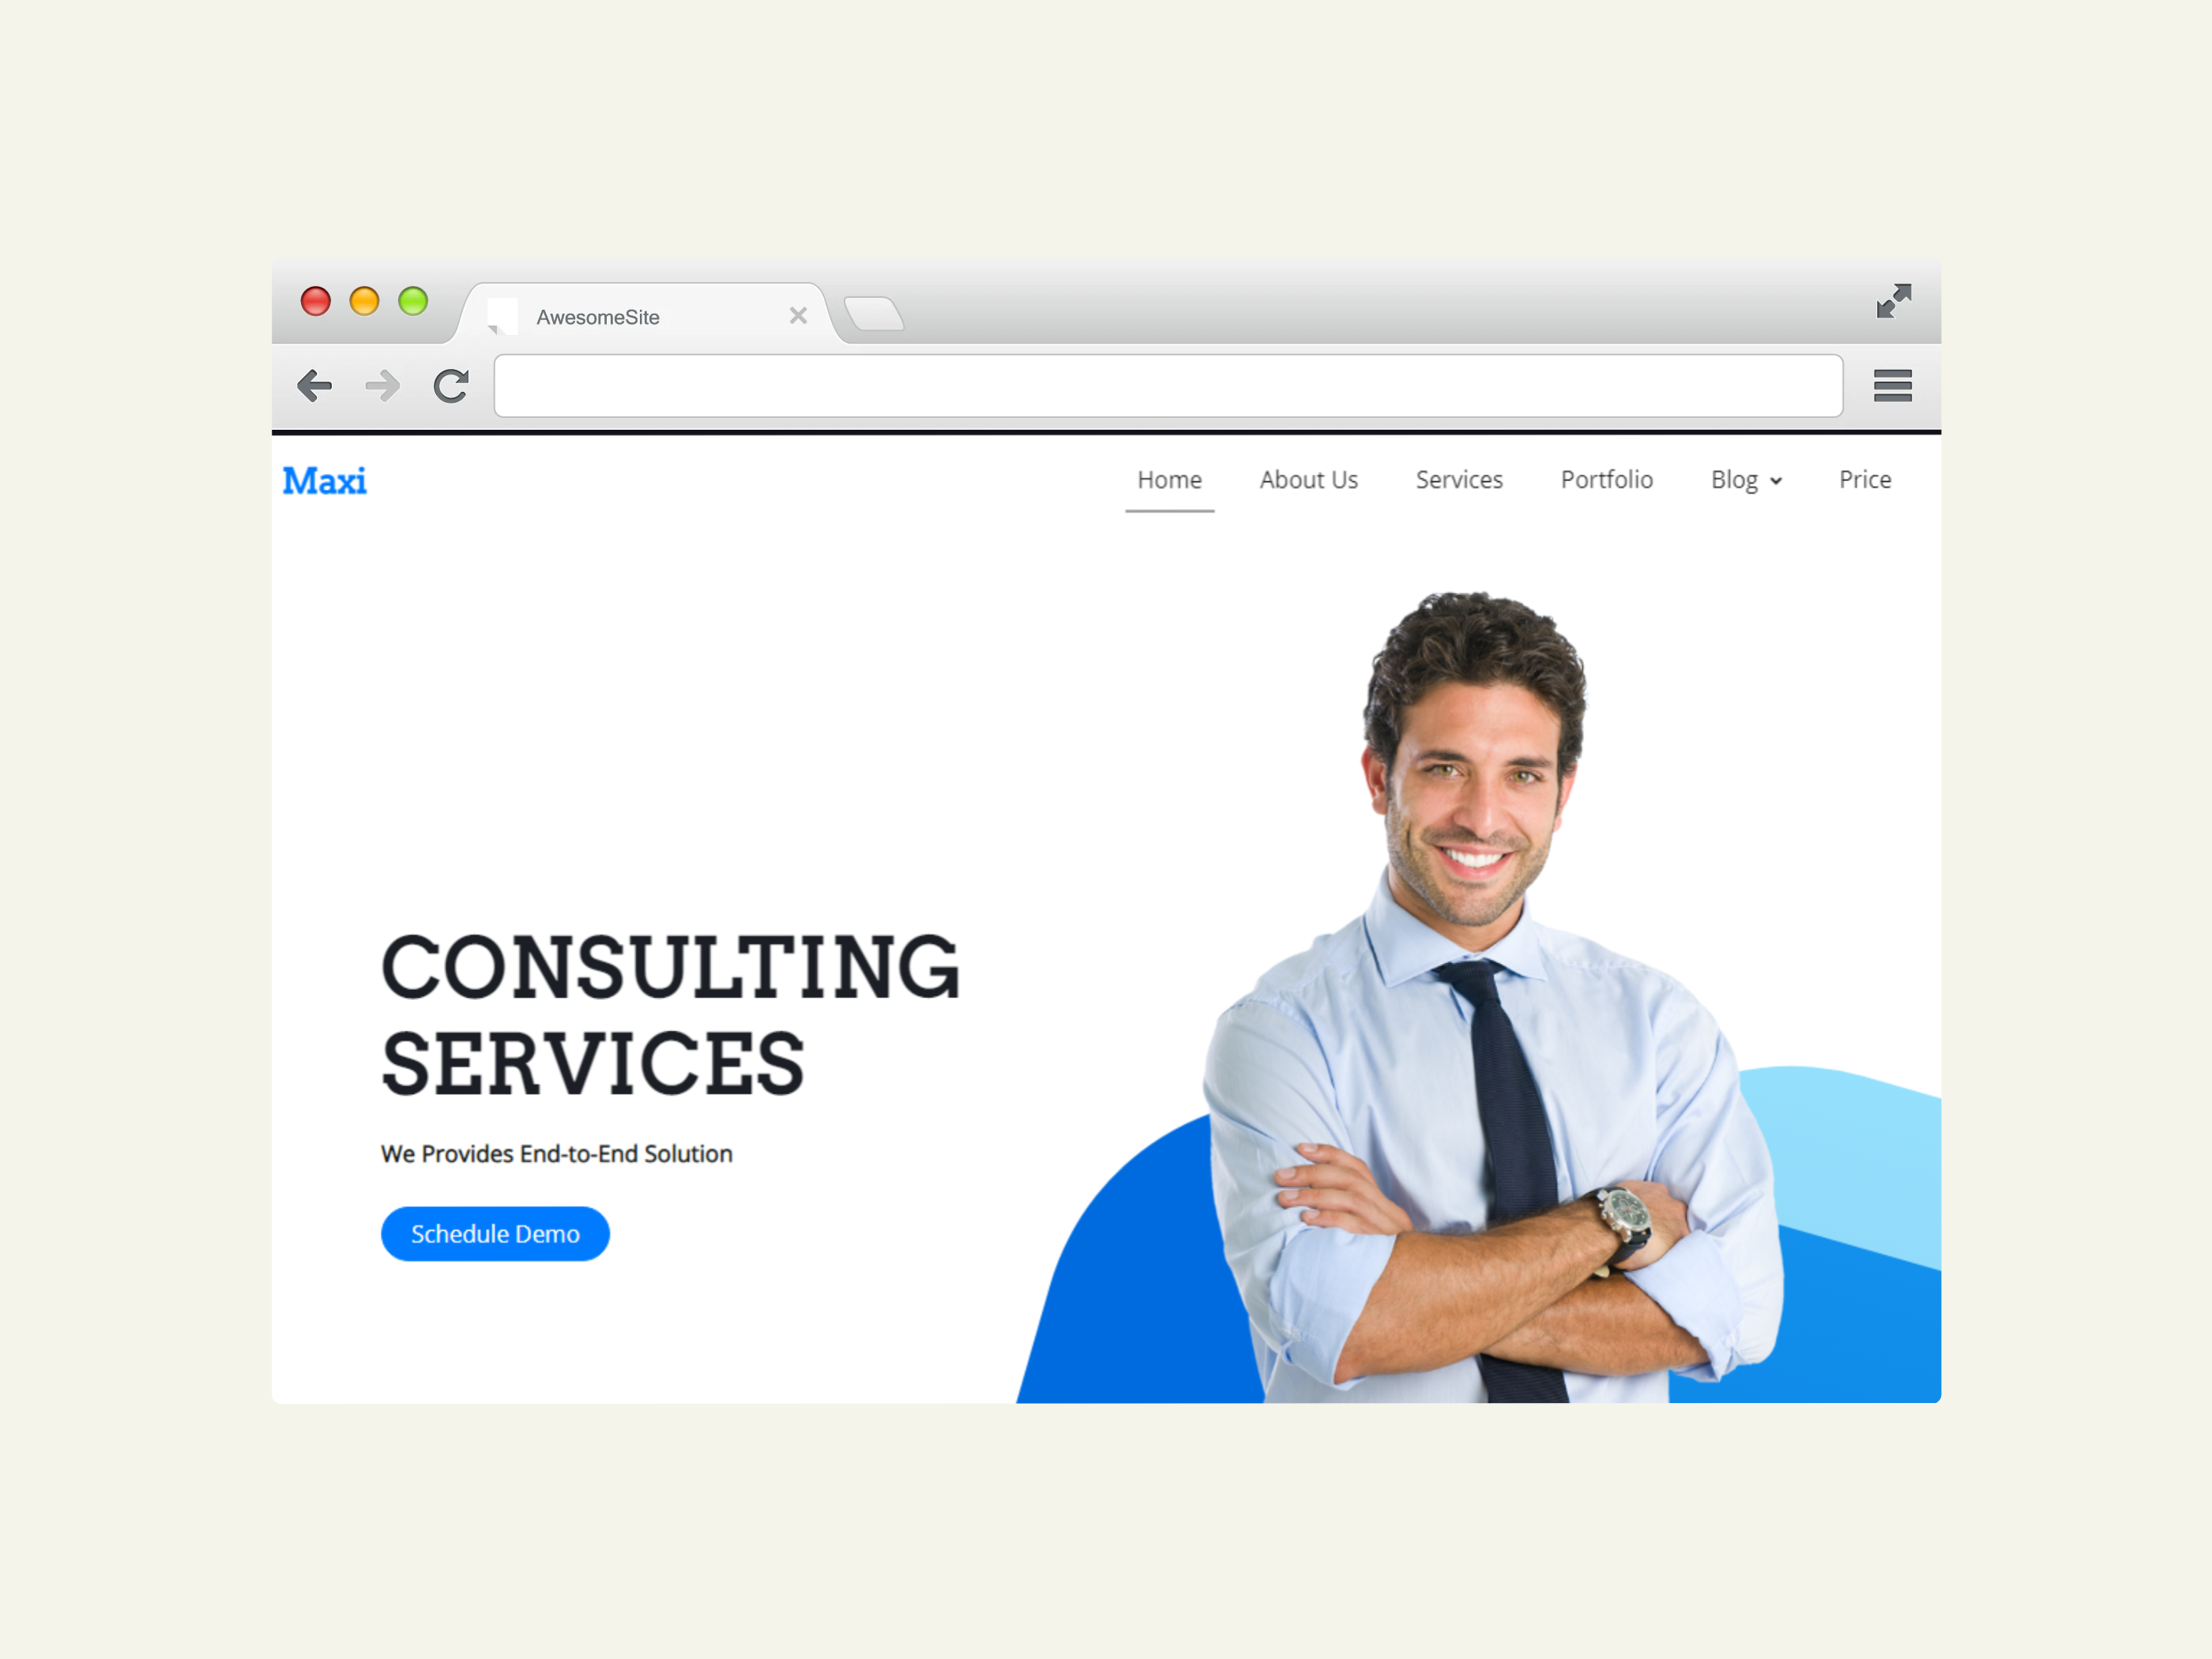 AwesomeSite
Maxi
Home About Us Services Portfolio Blog Price
CONSULTING
SERVICES
We Provides End-to-End Solution
Schedule Demo